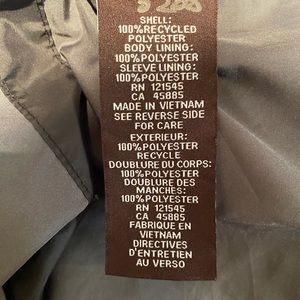 SHELL:
100%RECYCLED
POLYESTER
BODY LINING:
100%POLYESTER
SLEEVE LINING:
100%POLYESTER
RN 121545
CA 45885
MADE IN VIETNAM
SEE REVERSE SIDE
FOR CARE
EXTERIEUR:
100%POLYESTER
RECYCLE
DOUBLURE DU CORPS:
100%POLYESTER
DOUBLURE DES
MANCHES:
100%POLYESTER
RN 121545
CA 45885
FABRIQUE EN
VIETNAM
DIRECTIVES
D'ENTRETIEN
AU VERSO